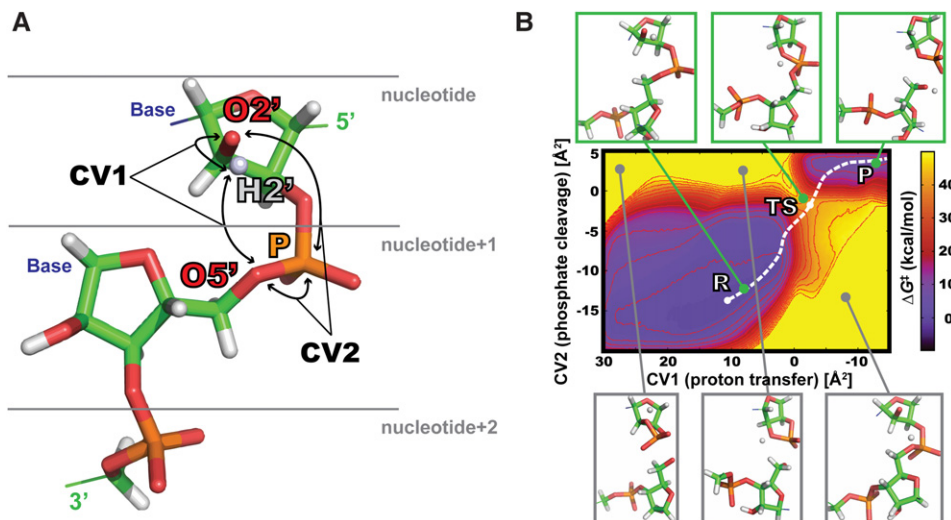 A
nucleotide
Base
O2'
5'
CV1
H2'
nucleotide+1
P
Base
O5'
CV2
nucleotide+2
3'
B
CV2 (phosphate cleavage) [Å²]
5
0
-5
-10
-15
P
TS
R
30
20
10
0
-10
CV1 (proton transfer) [Å²]
40
30
20
10
0
ΔG‡ (kcal/mol)